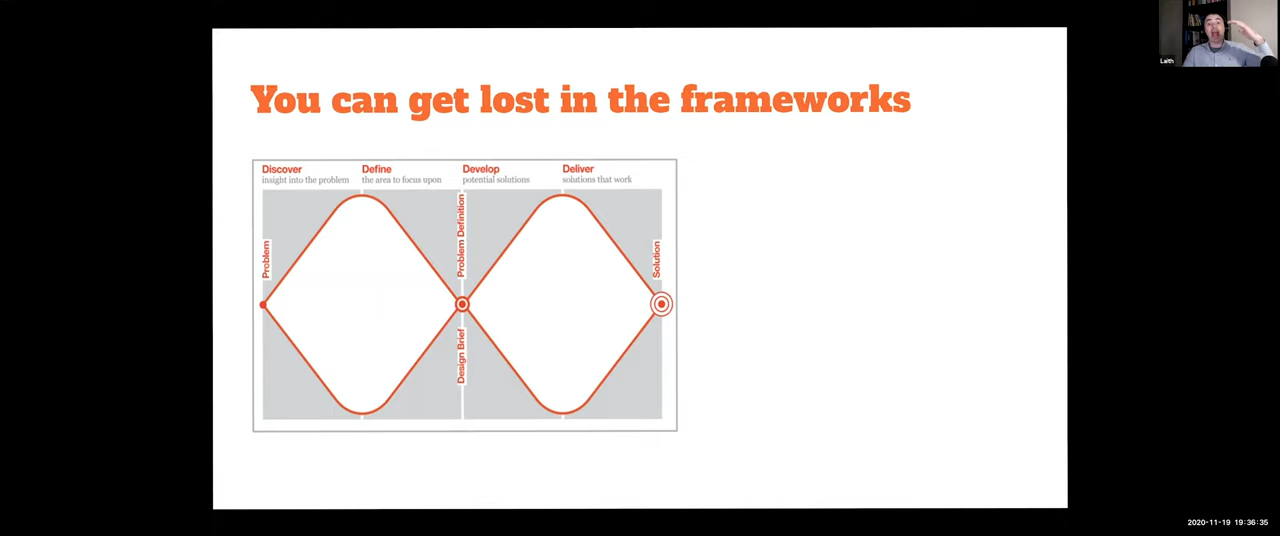 You can get lost in the frameworks
Discover
insight into the problem
Define
the area to focus upon
Develop
potential solutions
Deliver
solutions that work
Problem
Problem Definition
Design Brief
Solution
Laith
2020-11-19 19:36:35